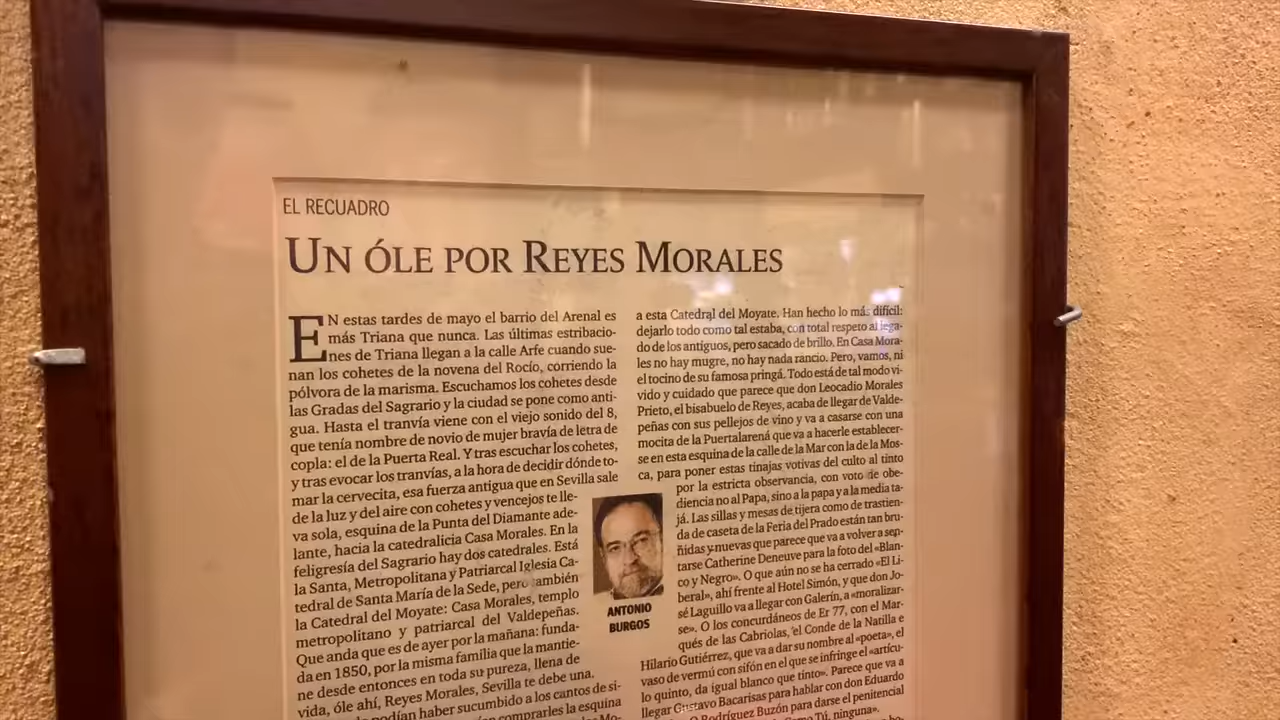 EL RECUADRO
UN ÓLE POR REYES MORALES
EN estas tardes de mayo el barrio del Arenal es
más Triana que nunca. Las últimas estribacio-
nes de Triana llegan a la calle Arfe cuando sue-
nan los cohetes de la novena del Rocío, corriendo la
pólvora de la marisma. Escuchamos los cohetes desde
las Gradas del Sagrario y la ciudad se pone como anti-
gua. Hasta el tranvía viene con el viejo sonido del 8,
que tenía nombre de novio de mujer bravía de letra de
copla: el de la Puerta Real. Y tras escuchar los cohetes,
y tras evocar los tranvías, a la hora de decidir dónde to-
mar la cervecita, esa fuerza antigua que en Sevilla sale
de la luz y del aire con cohetes y vencejos te lle-
va sola, esquina de la Punta del Diamante ade-
lante, hacia la catedralicia Casa Morales. En la
feligresía del Sagrario hay dos catedrales. Está
la Santa, Metropolitana y Patriarcal Iglesia Ca-
tedral de Santa María de la Sede, pero también
la Catedral del Moyate: Casa Morales, templo
metropolitano y patriarcal del Valdepeñas.
Que anda que es de ayer por la mañana: funda-
da en 1850, por la misma familia que la mantie-
ne desde entonces en toda su pureza, llena de
vida, óle ahí, Reyes Morales, Sevilla te debe una.
podían haber sucumbido a los cantos de si-
comprarles la esquina
a esta Catedral del Moyate. Han hecho lo más difícil:
dejarlo todo como tal estaba, con total respeto al lega-
do de los antiguos, pero sacado de brillo. En Casa Mora-
les no hay mugre, no hay nada rancio. Pero, vamos, ni
el tocino de su famosa pringá. Todo está de tal modo vi-
vido y cuidado que parece que don Leocadio Morales
Prieto, el bisabuelo de Reyes, acaba de llegar de Valde-
peñas con sus pellejos de vino y va a casarse con una
mocita de la Puertalarená que va a hacerle establecer-
se en esta esquina de la calle de la Mar con la de la Mos-
ca, para poner estas tinajas votivas del culto al tinto
por la estricta observancia, con voto de obe-
diencia no al Papa, sino a la papa y a la media ta-
já. Las sillas y mesas de tijera como de trastien-
da de caseta de la Feria del Prado están tan bru-
ñidas y nuevas que parece que va a volver a sen-
tarse Catherine Deneuve para la foto del «Blan-
co y Negro». O que aún no se ha cerrado «El Li-
beral», ahí frente al Hotel Simón, y que don Jo-
sé Laguillo va a llegar con Galerín, a «moralizar-
se». O los concurdáneos de Er 77, con el Mar-
qués de las Cabriolas, el Conde de la Natilla e
Hilario Gutiérrez, que va a dar su nombre al «poeta», el
vaso de vermú con sifón en el que se infringe el «artícu-
lo quinto, da igual blanco que tinto». Parece que va a
llegar Gustavo Bacarisas para hablar con don Eduardo
O Rodríguez Buzón para darse el penitencial
Como Tú, ninguna».
ANTONIO
BURGOS